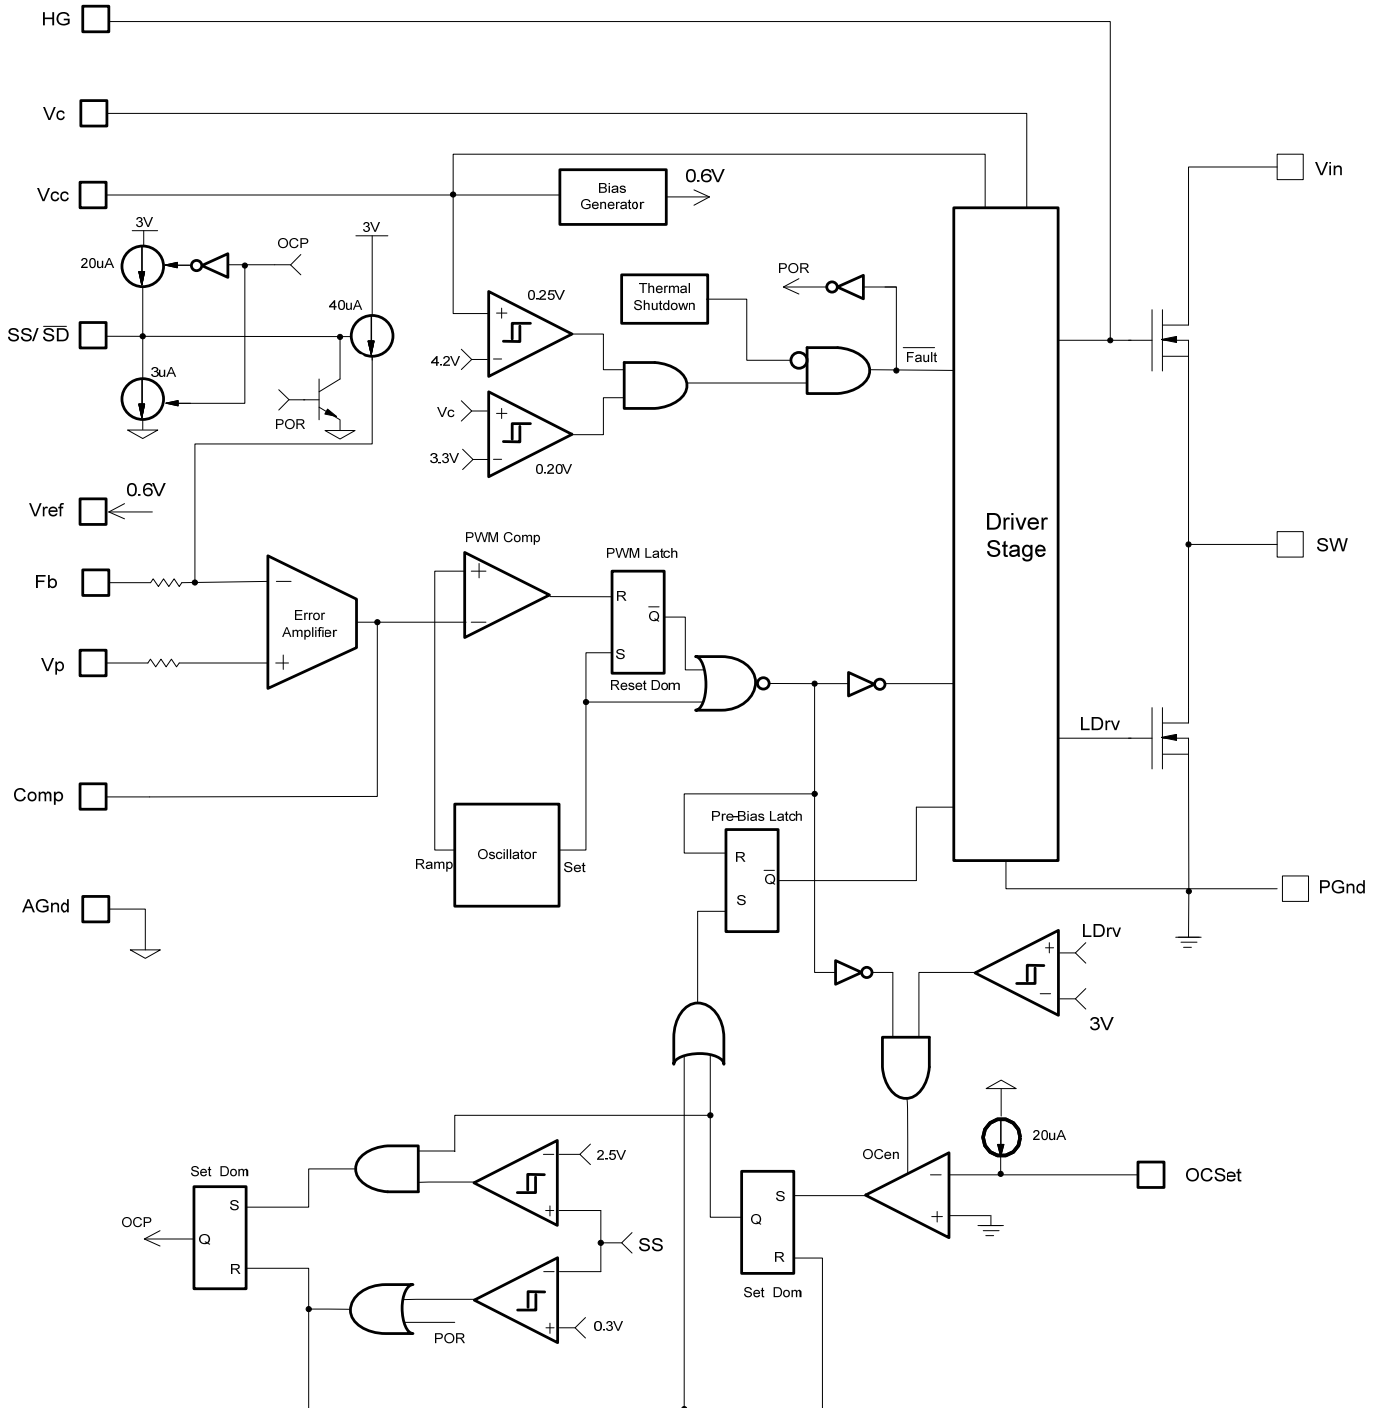 HG
Vc
Vcc
Bias
Generator
0.6V
Vin
3V
20uA
OCP
3V
40uA
SS/SD
3uA
POR
0.25V
4.2V
Vc
3.3V
0.20V
Thermal
Shutdown
POR
Fault
Driver
Stage
Vref
0.6V
SW
Fb
Vp
Error
Amplifier
+
−
PWM Comp
+
−
PWM Latch
R
Q
S
Reset Dom
LDrv
Comp
Ramp
Oscillator
Set
Pre-Bias Latch
R
Q
S
AGnd
PGnd
LDrv
+
−
3V
+
−
+
−
20uA
OCen
−
+
OCSet
Set Dom
S
Q
R
OCP
−
2.5V
+
SS
−
+
0.3V
POR
S
Q
R
Set Dom